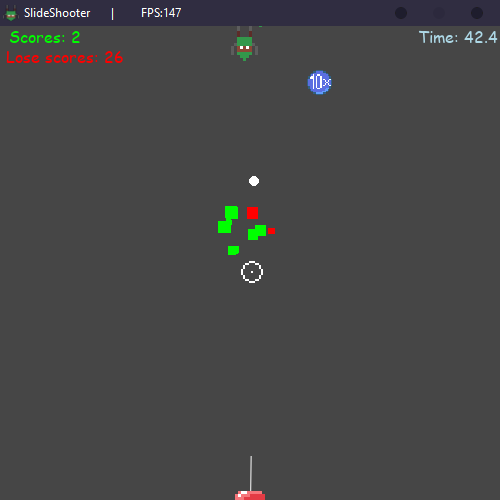 SlideShooter | FPS:147
Scores: 2
Time: 42.4
Lose scores: 26
10x